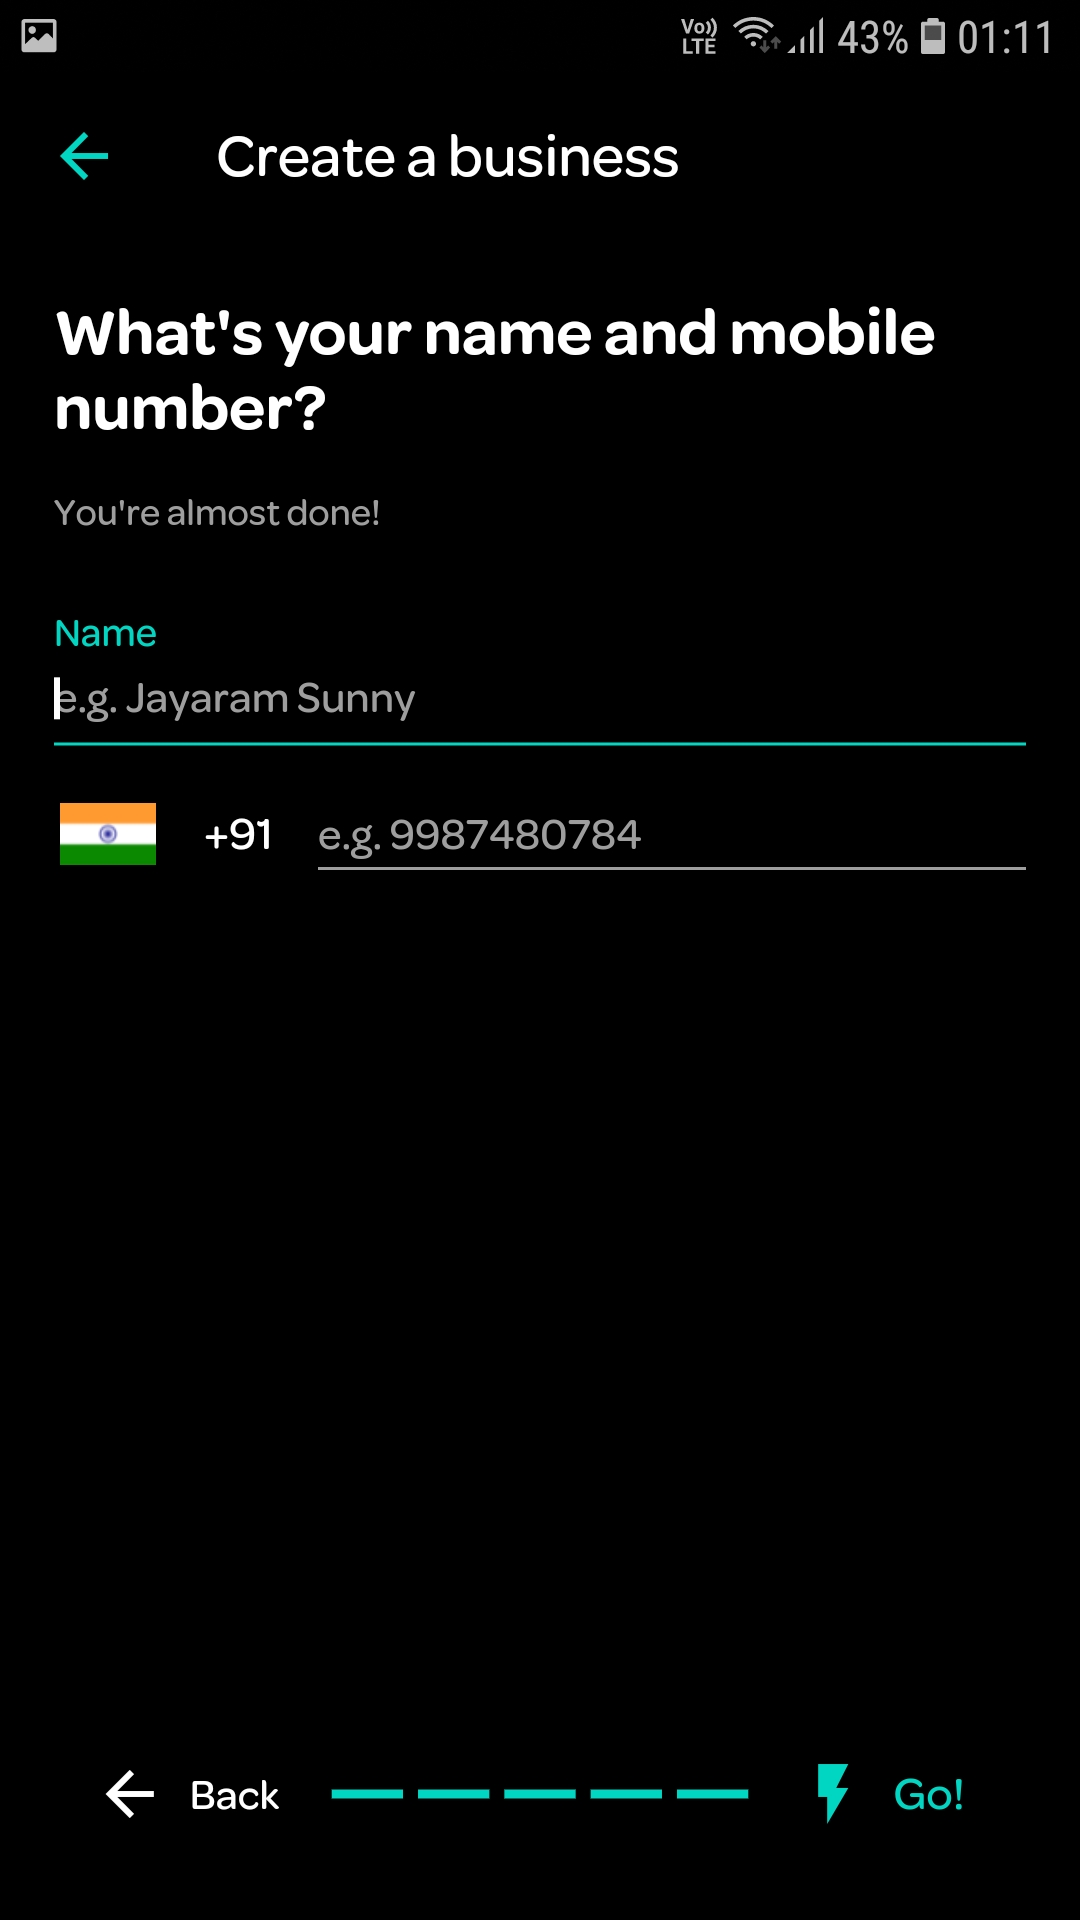 Vo)) LTE 43% 01:11
Create a business
What's your name and mobile
number?
You're almost done!
Name
e.g. Jayaram Sunny
+91 e.g. 9987480784
Back Go!